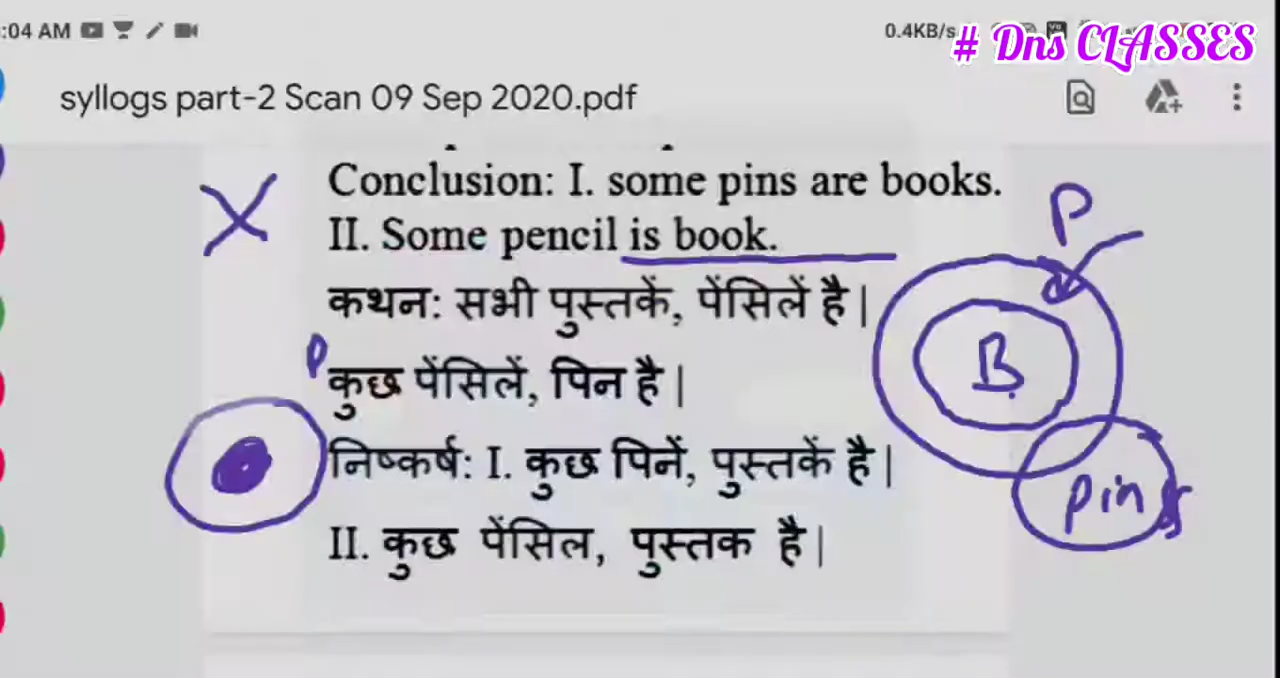 :04 AM
0.4KB/s
# Dns CLASSES
syllogs part-2 Scan 09 Sep 2020.pdf
Conclusion: I. some pins are books.
II. Some pencil is book.
कथन: सभी पुस्तकें, पेंसिलें है |
कुछ पेंसिलें, पिन है |
निष्कर्ष: I. कुछ पिनें, पुस्तकें है |
II. कुछ पेंसिल, पुस्तक है |
P
B
P
pins